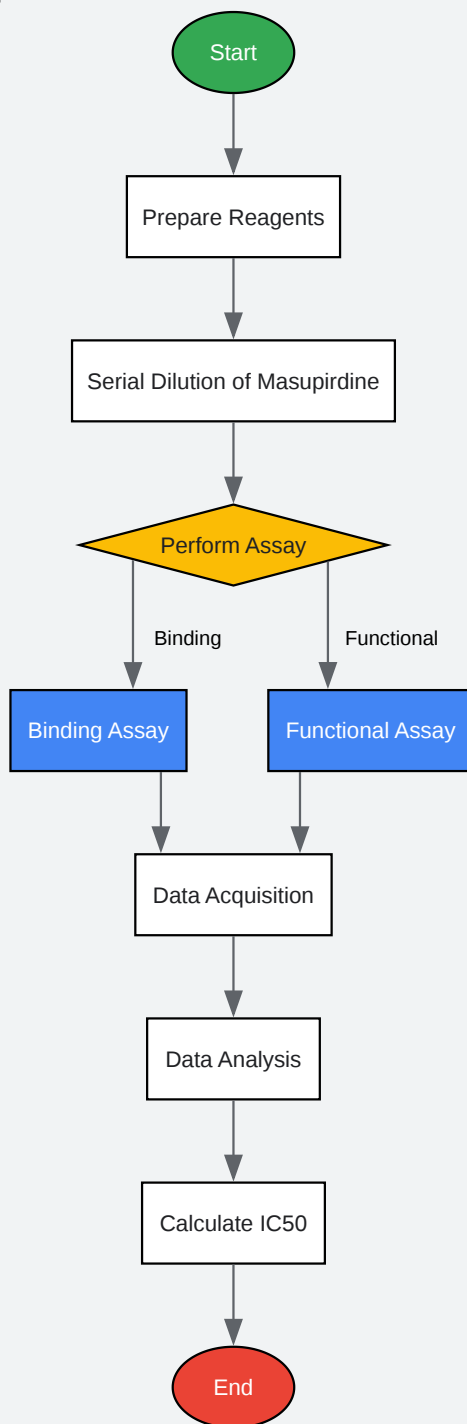 Start
Prepare Reagents
Serial Dilution of Masupirdine
Perform Assay
Binding
Functional
Binding Assay
Functional Assay
Data Acquisition
Data Analysis
Calculate IC50
End